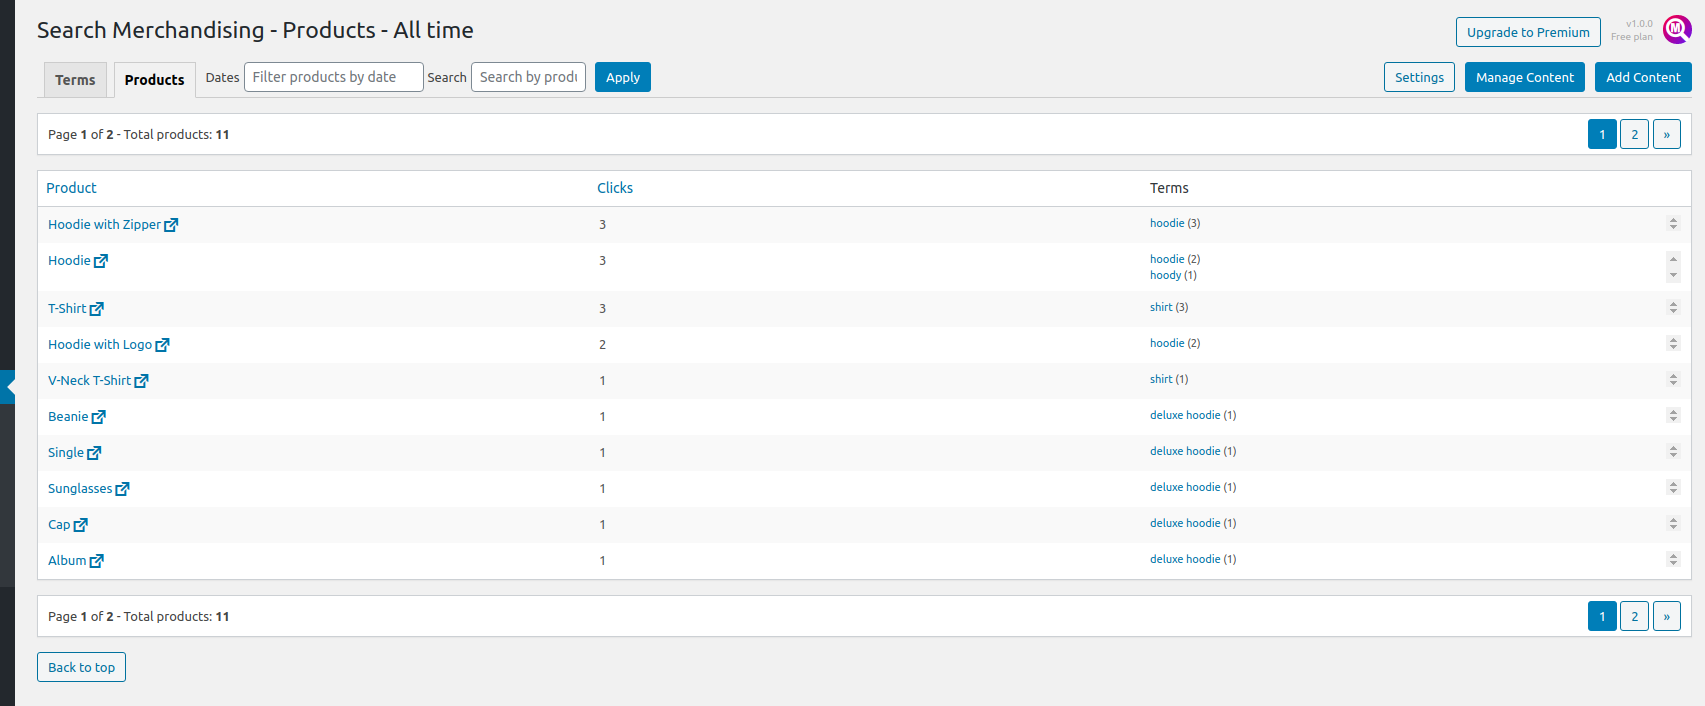 Search Merchandising - Products - All time
Upgrade to Premium
v1.0.0
Free plan
M
Terms
Products
Dates
Filter products by date
Search
Search by produ
Apply
Settings
Manage Content
Add Content
Page 1 of 2 - Total products: 11
1 2 »
Product Clicks Terms
Hoodie with Zipper 3 hoodie (3)
Hoodie 3 hoodie (2)
hoody (1)
T-Shirt 3 shirt (3)
Hoodie with Logo 2 hoodie (2)
V-Neck T-Shirt 1 shirt (1)
Beanie 1 deluxe hoodie (1)
Single 1 deluxe hoodie (1)
Sunglasses 1 deluxe hoodie (1)
Cap 1 deluxe hoodie (1)
Album 1 deluxe hoodie (1)
Page 1 of 2 - Total products: 11
1 2 »
Back to top